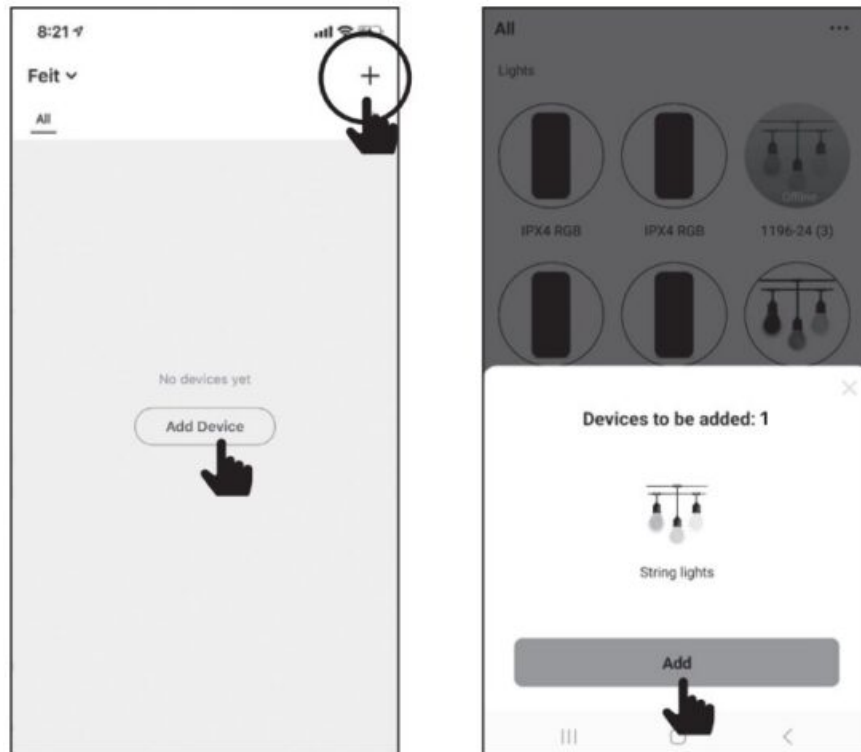 8:21
Feit
All
No devices yet
Add Device
All
Lights
Offline
IPX4 RGB IPX4 RGB 1196-24 (3)
Devices to be added: 1
String lights
Add